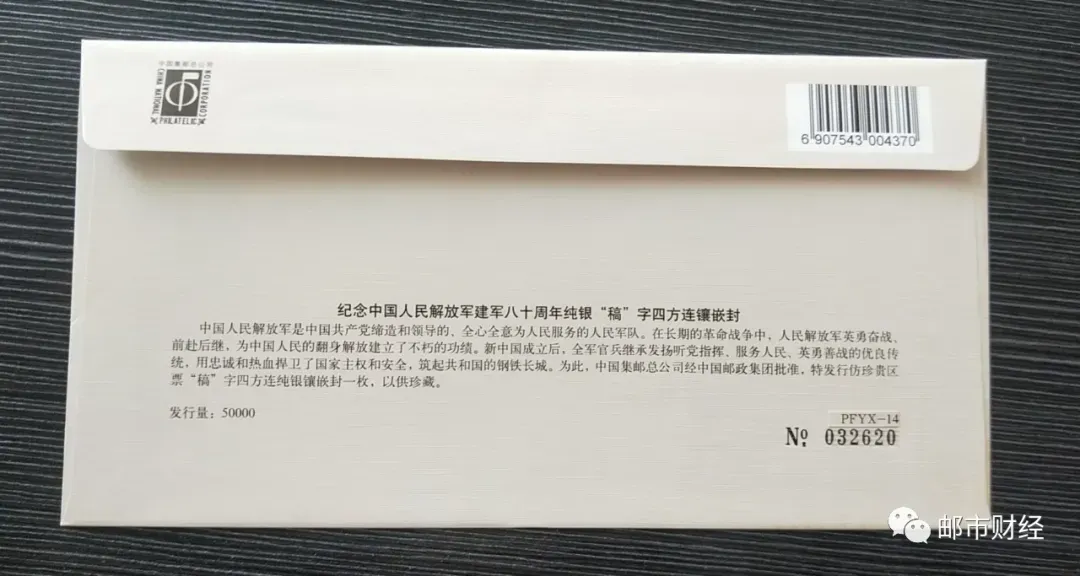 中国集邮总公司
CHINA NATIONAL
PHILATELIC
CORPORATION
6 907543 004370
纪念中国人民解放军建军八十周年纯银“稿”字四方连镶嵌封
中国人民解放军是中国共产党缔造和领导的、全心全意为人民服务的人民军队。在长期的革命战争中，人民解放军英勇奋战、
前赴后继，为中国人民的翻身解放建立了不朽的功绩。新中国成立后，全军官兵继承发扬听党指挥、服务人民、英勇善战的优良传
统，用忠诚和热血捍卫了国家主权和安全，筑起共和国的钢铁长城。为此，中国集邮总公司经中国邮政集团批准，特发行仿珍贵区
票“稿”字四方连纯银镶嵌封一枚，以供珍藏。
发行量：50000
PFYX-14
№ 032620
邮市财经